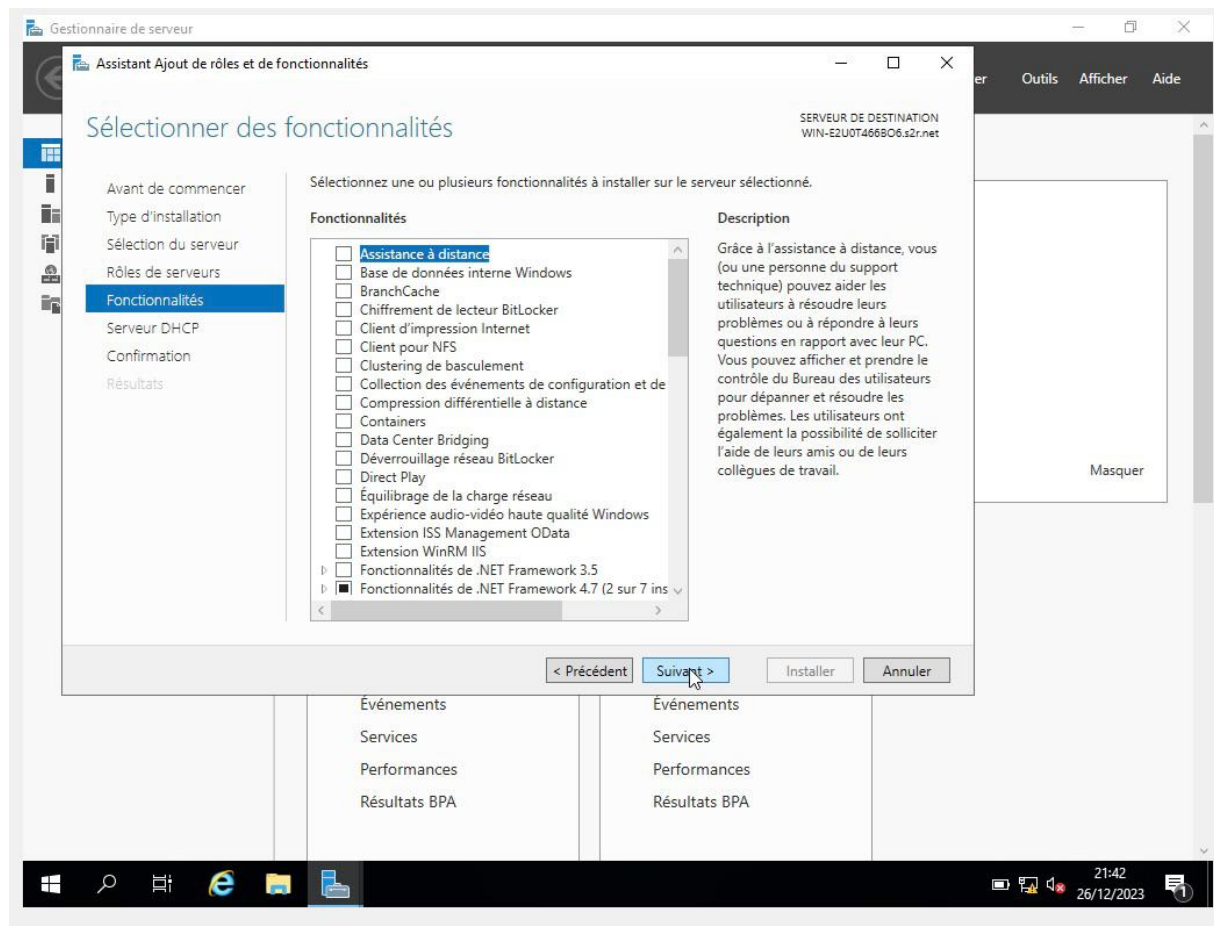 Gestionnaire de serveur
Assistant Ajout de rôles et de fonctionnalités
er Outils Afficher Aide
Sélectionner des fonctionnalités
SERVEUR DE DESTINATION
WIN-E2U0T466BO6.s2r.net
Avant de commencer
Type d'installation
Sélection du serveur
Rôles de serveurs
Fonctionnalités
Serveur DHCP
Confirmation
Résultats
Sélectionnez une ou plusieurs fonctionnalités à installer sur le serveur sélectionné.
Fonctionnalités
Assistance à distance
Base de données interne Windows
BranchCache
Chiffrement de lecteur BitLocker
Client d'impression Internet
Client pour NFS
Clustering de basculement
Collection des événements de configuration et de
Compression différentielle à distance
Containers
Data Center Bridging
Déverrouillage réseau BitLocker
Direct Play
Équilibrage de la charge réseau
Expérience audio-vidéo haute qualité Windows
Extension ISS Management OData
Extension WinRM IIS
Fonctionnalités de .NET Framework 3.5
Fonctionnalités de .NET Framework 4.7 (2 sur 7 ins
Description
Grâce à l'assistance à distance, vous
(ou une personne du support
technique) pouvez aider les
utilisateurs à résoudre leurs
problèmes ou à répondre à leurs
questions en rapport avec leur PC.
Vous pouvez afficher et prendre le
contrôle du Bureau des utilisateurs
pour dépanner et résoudre les
problèmes. Les utilisateurs ont
également la possibilité de solliciter
l'aide de leurs amis ou de leurs
collègues de travail.
Masquer
< Précédent Suivant > Installer Annuler
Événements
Services
Performances
Résultats BPA
Événements
Services
Performances
Résultats BPA
21:42
26/12/2023
1